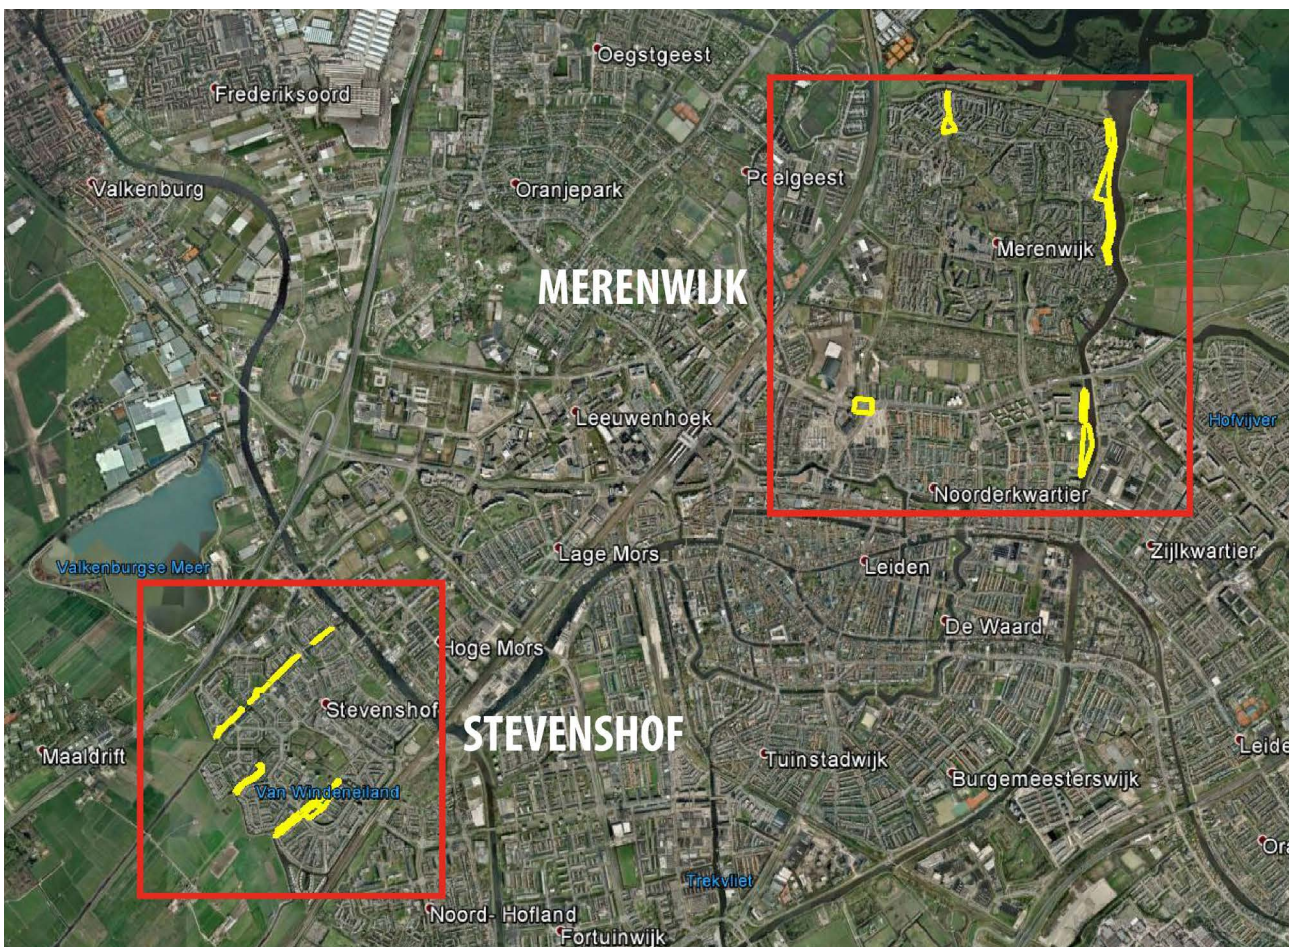 Oegstgeest
Frederiksoord
Valkenburg
Oranjepark
Poelgeest
Merenwijk
MERENWIJK
Leeuwenhoek
Hofvijver
Noorderkwartier
Lage Mors
Leiden
Zijlkwartier
Valkenburgse Meer
De Waard
Hoge Mors
Stevenshof
STEVENSHOF
Maaldrift
Tuinstadwijk
Leide
Burgemeesterswijk
Van Windeneiland
Ora
Trekvliet
Noord- Hofland
Fortuinwijk